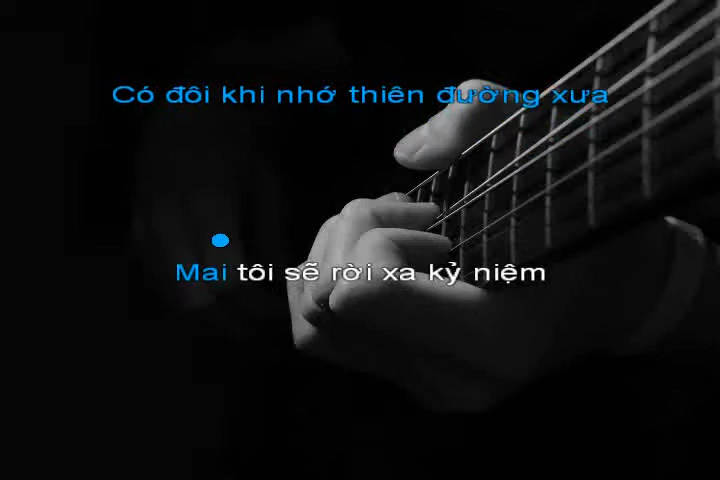 Có đôi khi nhớ thiên đường xưa
Mai tôi sẽ rời xa kỷ niệm